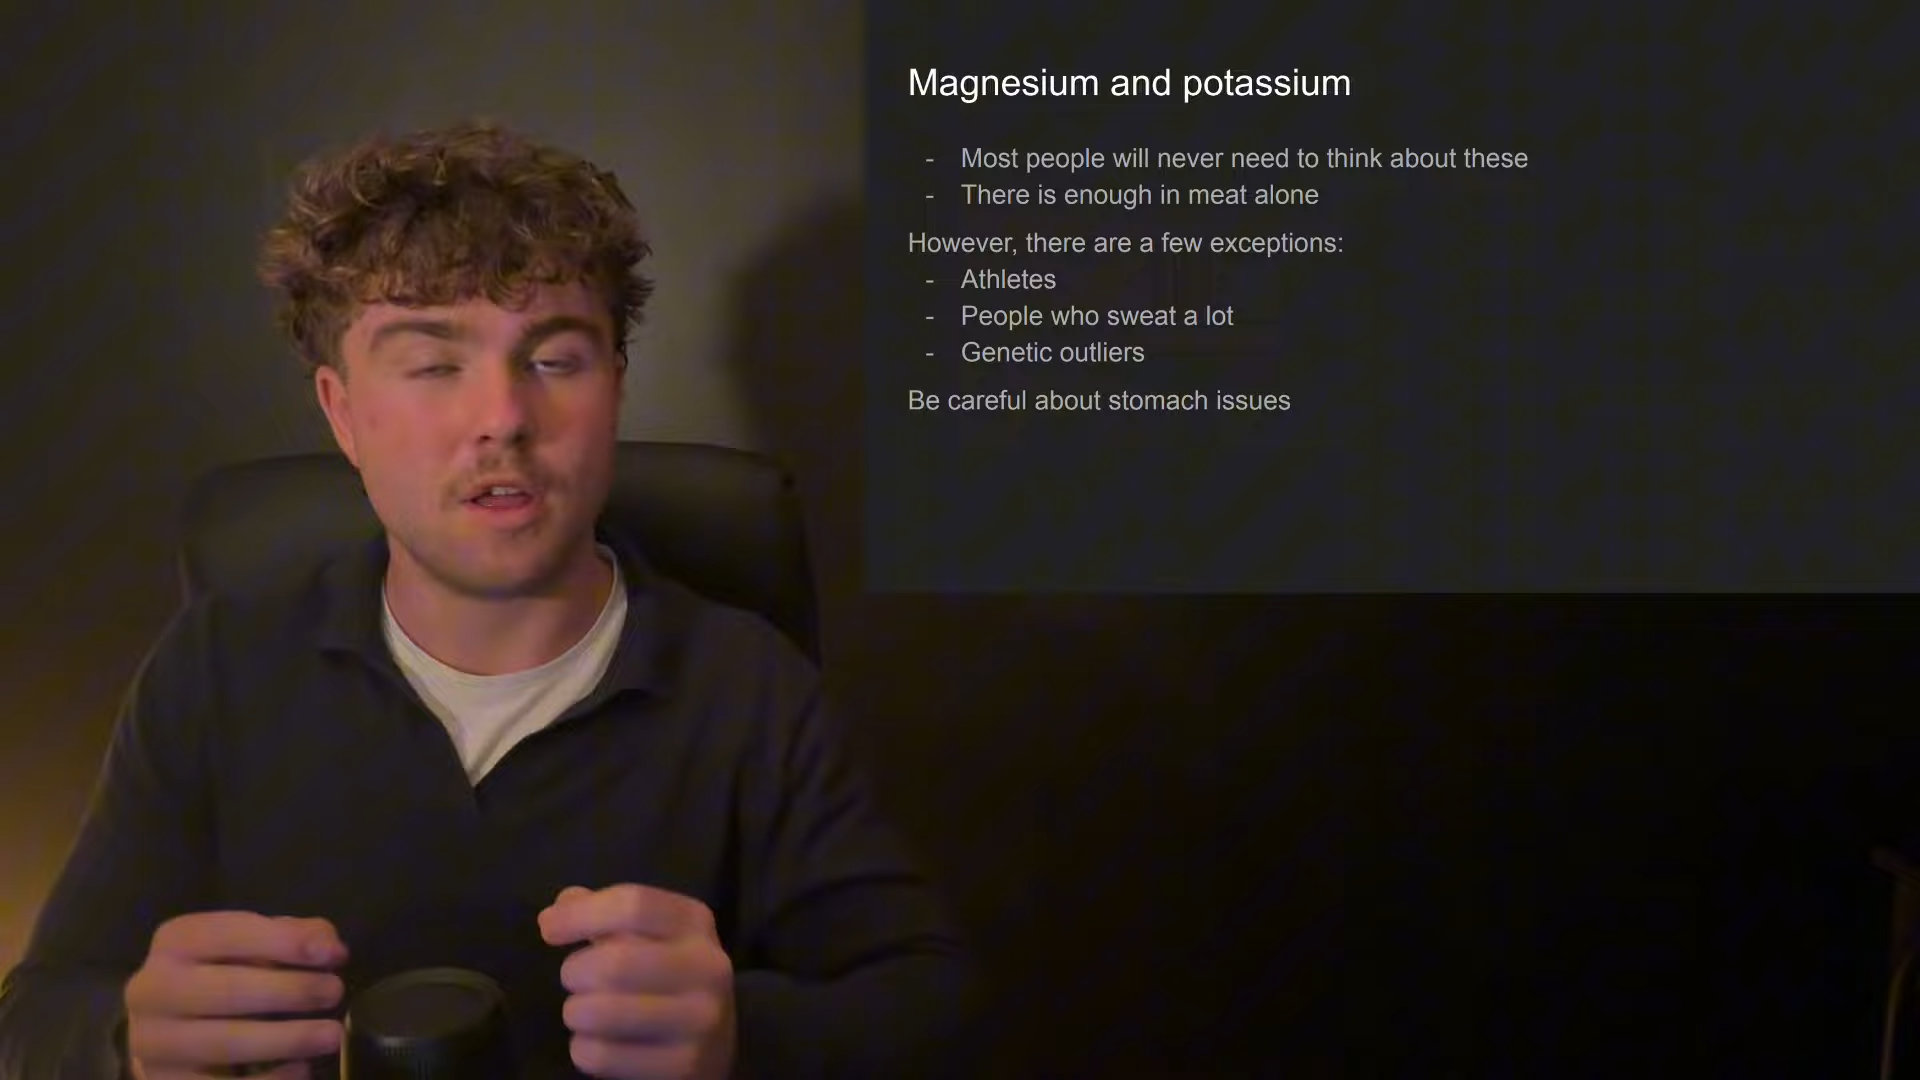 Magnesium and potassium
- Most people will never need to think about these
- There is enough in meat alone
However, there are a few exceptions:
- Athletes
- People who sweat a lot
- Genetic outliers
Be careful about stomach issues